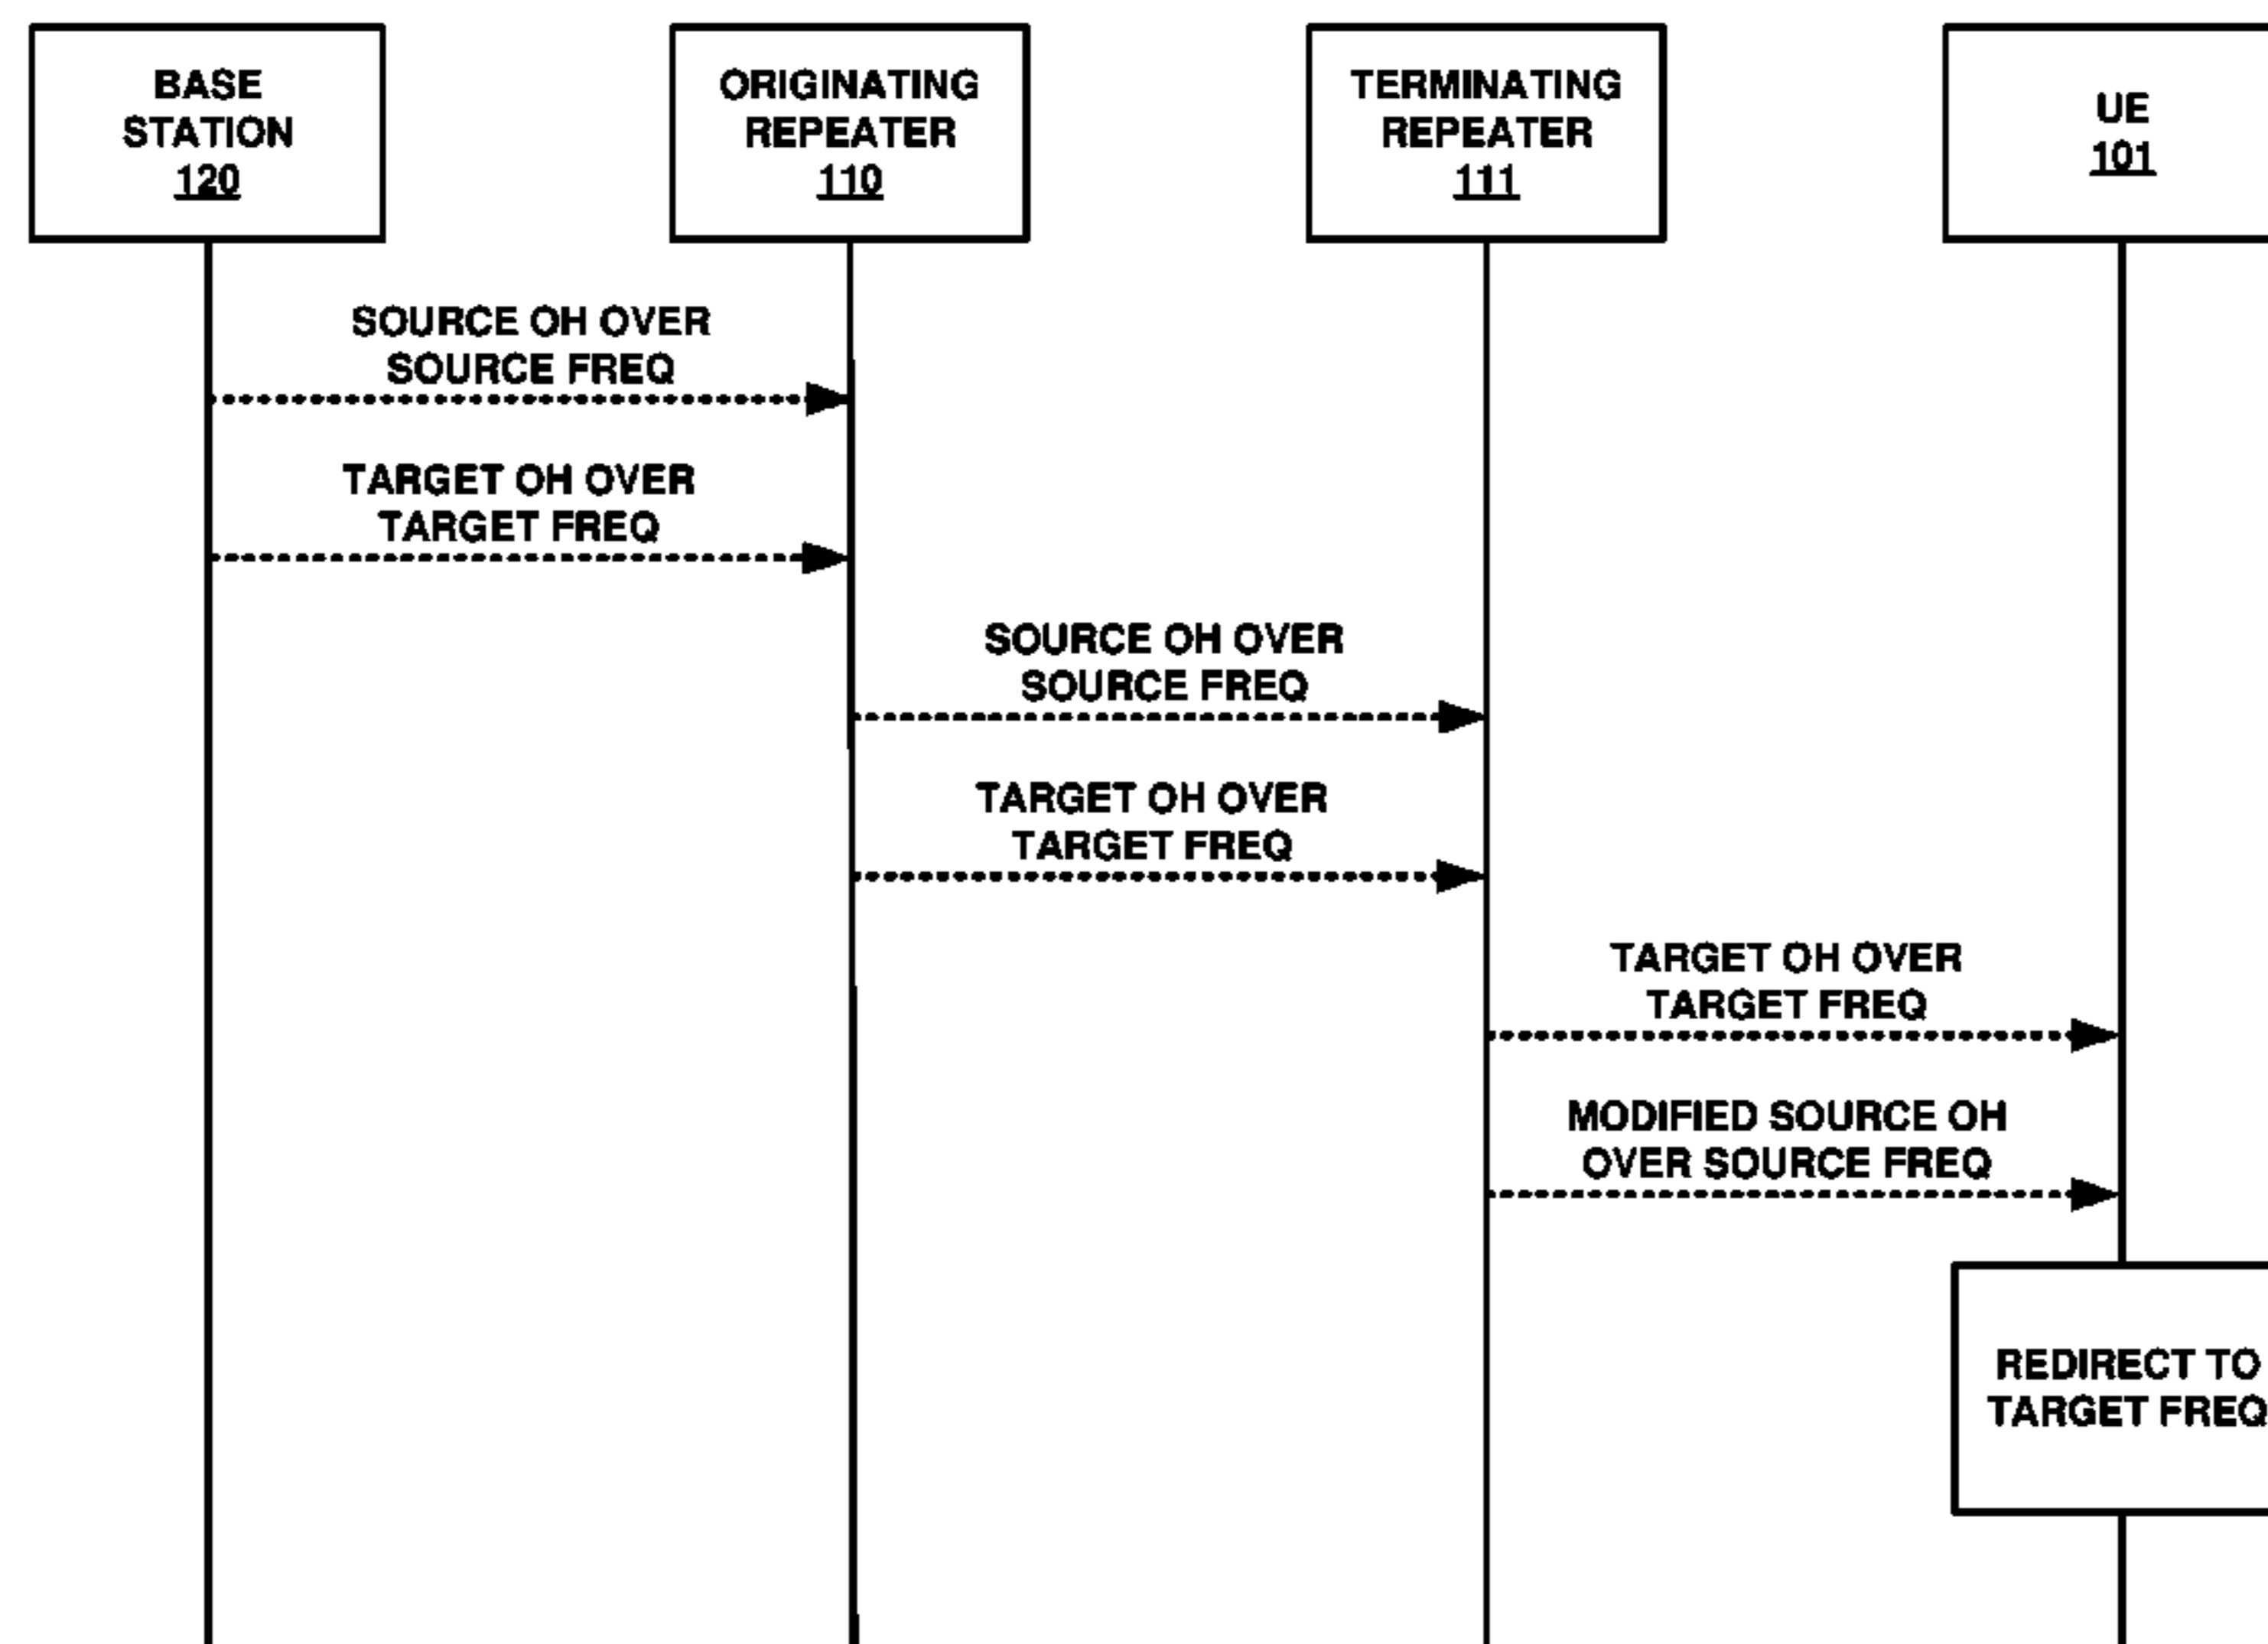 BASE
STATION
120
ORIGINATING
REPEATER
110
TERMINATING
REPEATER
111
UE
101
SOURCE OH OVER
SOURCE FREQ
TARGET OH OVER
TARGET FREQ
SOURCE OH OVER
SOURCE FREQ
TARGET OH OVER
TARGET FREQ
TARGET OH OVER
TARGET FREQ
MODIFIED SOURCE OH
OVER SOURCE FREQ
REDIRECT TO
TARGET FREQ